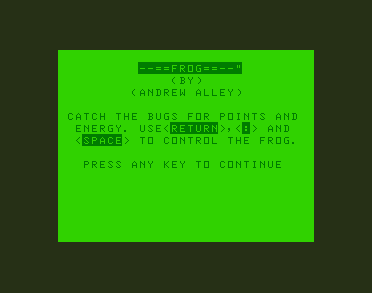 --==FROG==--"
(BY)
(ANDREW ALLEY)
CATCH THE BUGS FOR POINTS AND
ENERGY. USE<RETURN>,<:> AND
<SPACE> TO CONTROL THE FROG.
PRESS ANY KEY TO CONTINUE